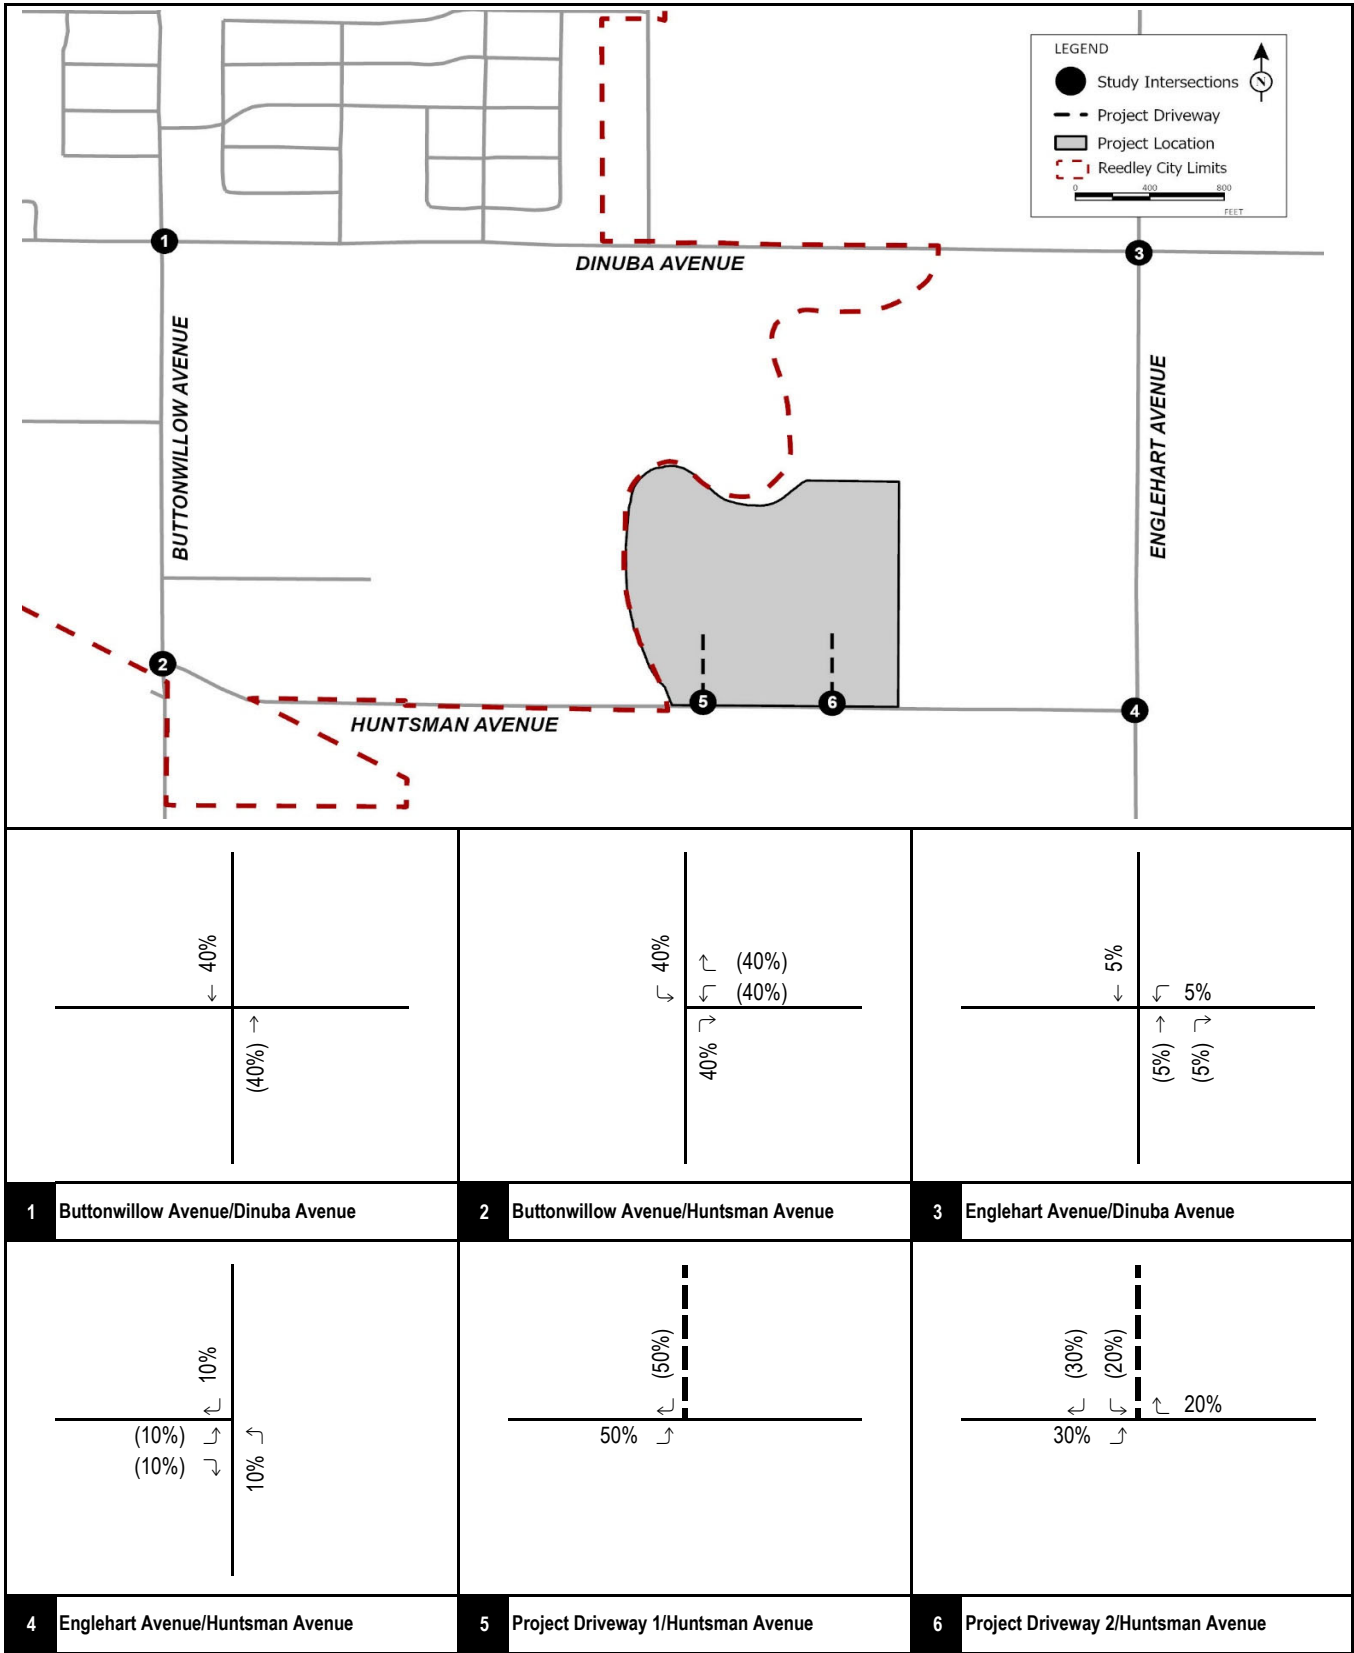 LEGEND
Study Intersections
N
Project Driveway
Project Location
Reedley City Limits
0 400 800
FEET
1
3
DINUBA AVENUE
BUTTONWILLOW AVENUE
ENGLEHART AVENUE
2
5
6
4
HUNTSMAN AVENUE
40%
(40%)
1 Buttonwillow Avenue/Dinuba Avenue
40%
(40%)
(40%)
40%
2 Buttonwillow Avenue/Huntsman Avenue
5%
5%
(5%)
(5%)
3 Englehart Avenue/Dinuba Avenue
10%
(10%)
(10%)
10%
4 Englehart Avenue/Huntsman Avenue
(50%)
50%
5 Project Driveway 1/Huntsman Avenue
(30%)
(20%)
20%
30%
6 Project Driveway 2/Huntsman Avenue